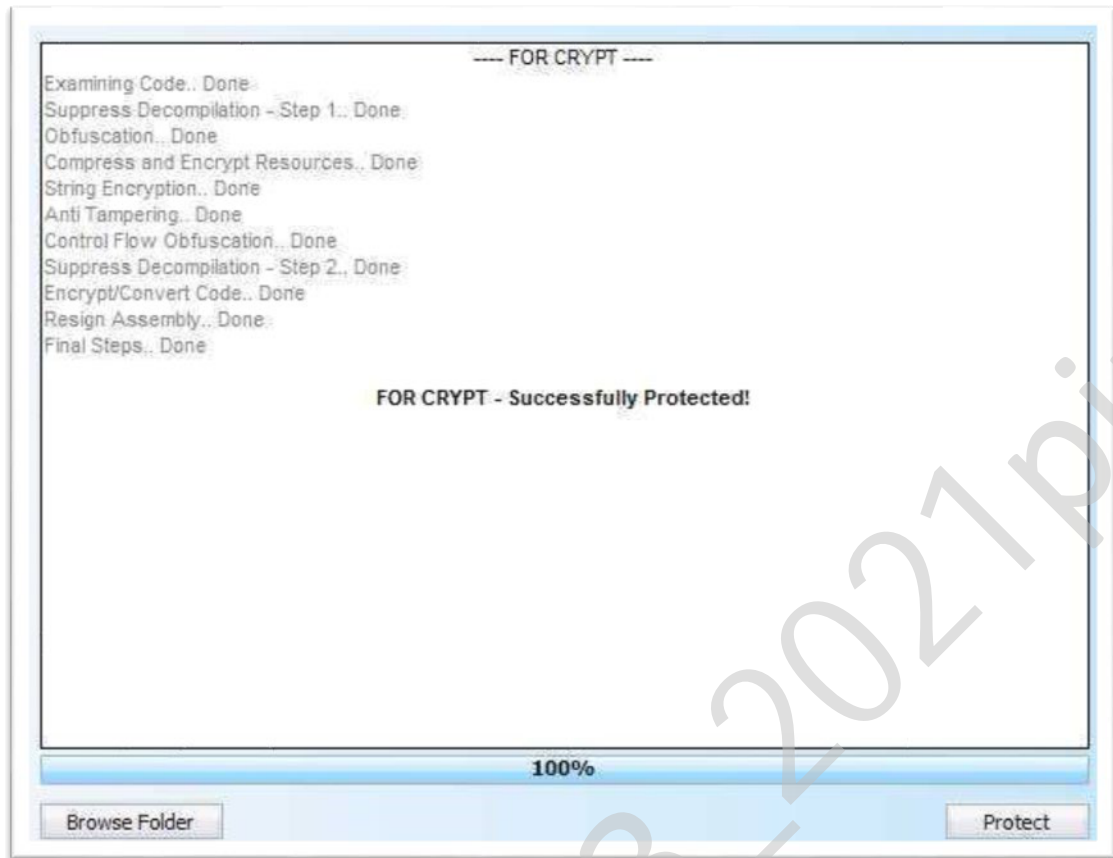 ---- FOR CRYPT ----
Examining Code.. Done
Suppress Decompilation - Step 1.. Done
Obfuscation.. Done
Compress and Encrypt Resources.. Done
String Encryption.. Done
Anti Tampering.. Done
Control Flow Obfuscation.. Done
Suppress Decompilation - Step 2.. Done
Encrypt/Convert Code.. Done
Resign Assembly.. Done
Final Steps.. Done
FOR CRYPT - Successfully Protected!
100%
Browse Folder
Protect